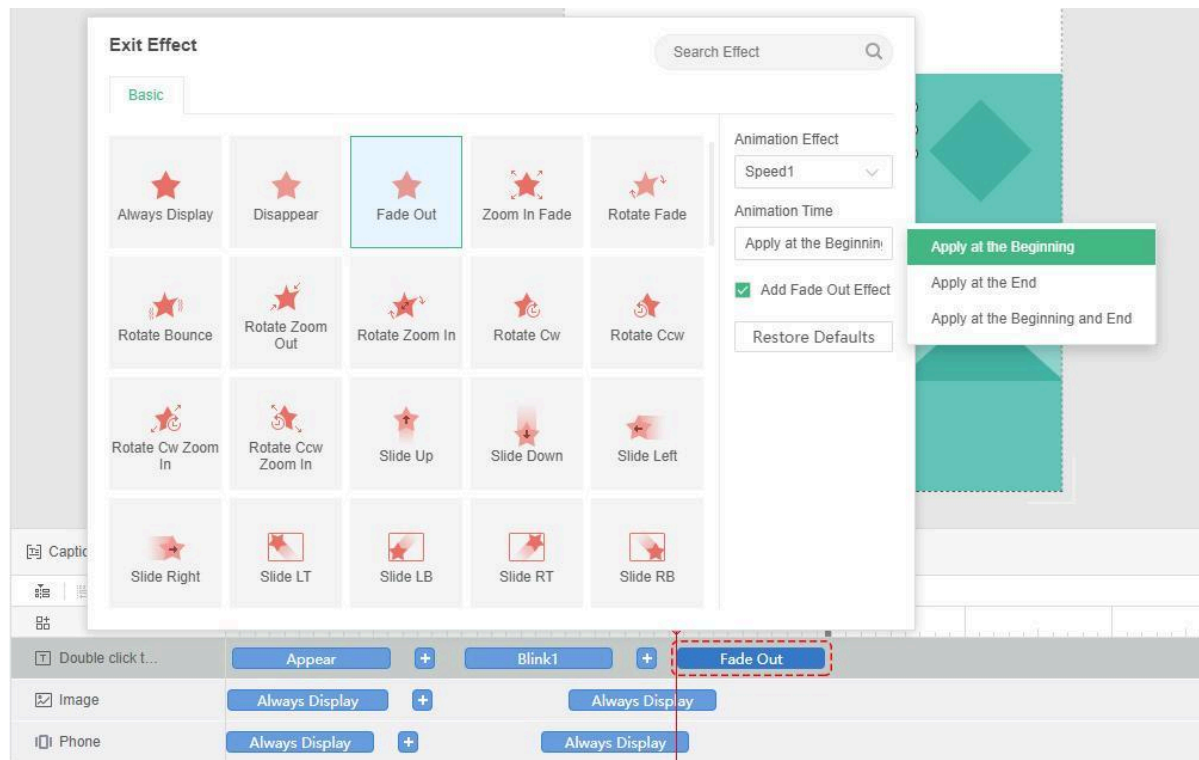 Exit Effect
Search Effect
Basic
Always Display
Disappear
Fade Out
Zoom In Fade
Rotate Fade
Rotate Bounce
Rotate Zoom
Out
Rotate Zoom In
Rotate Cw
Rotate Ccw
Rotate Cw Zoom
In
Rotate Ccw
Zoom In
Slide Up
Slide Down
Slide Left
Slide Right
Slide LT
Slide LB
Slide RT
Slide RB
Animation Effect
Speed1
Animation Time
Apply at the Beginning
Add Fade Out Effect
Restore Defaults
Apply at the Beginning
Apply at the End
Apply at the Beginning and End
Captio
Double click t... Appear + Blink1 + Fade Out
Image Always Display + Always Display
Phone Always Display + Always Display